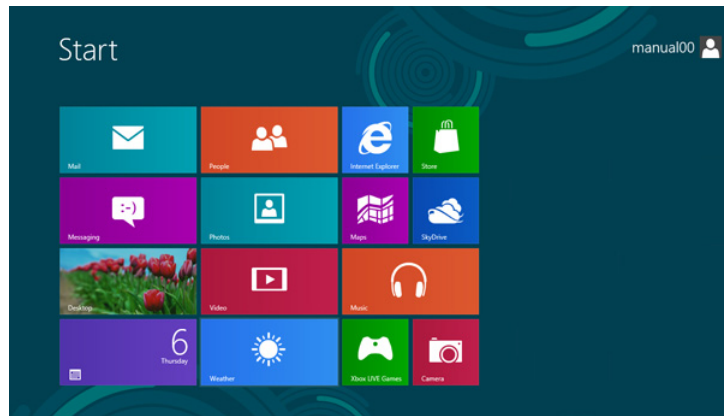 Start
manual00
Mail
People
Internet Explorer
Store
:-)
Messaging
Photos
Maps
SkyDrive
Desktop
Video
Music
6
Thursday
Weather
Xbox LIVE Games
Camera